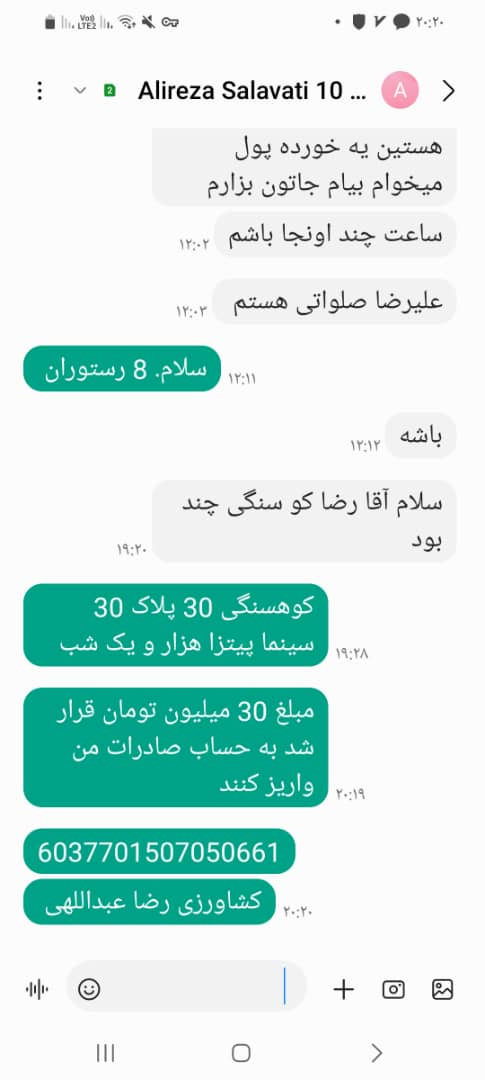 Vo))
LTE2
۲۰:۲۰
2
Alireza Salavati 10 ...
A
هستین یه خورده پول
میخوام بیام جاتون بزارم
ساعت چند اونجا باشم
۱۲:۰۲
علیرضا صلواتی هستم
۱۲:۰۳
سلام. 8 رستوران
۱۲:۱۱
باشه
۱۲:۱۲
سلام آقا رضا کو سنگی چند
بود
۱۹:۲۰
کوهسنگی 30 پلاک 30
سینما پیتزا هزار و یک شب
۱۹:۲۸
مبلغ 30 میلیون تومان قرار
شد به حساب صادرات من
واریز کنند
۲۰:۱۹
6037701507050661
کشاورزی رضا عبداللهی
۲۰:۲۰